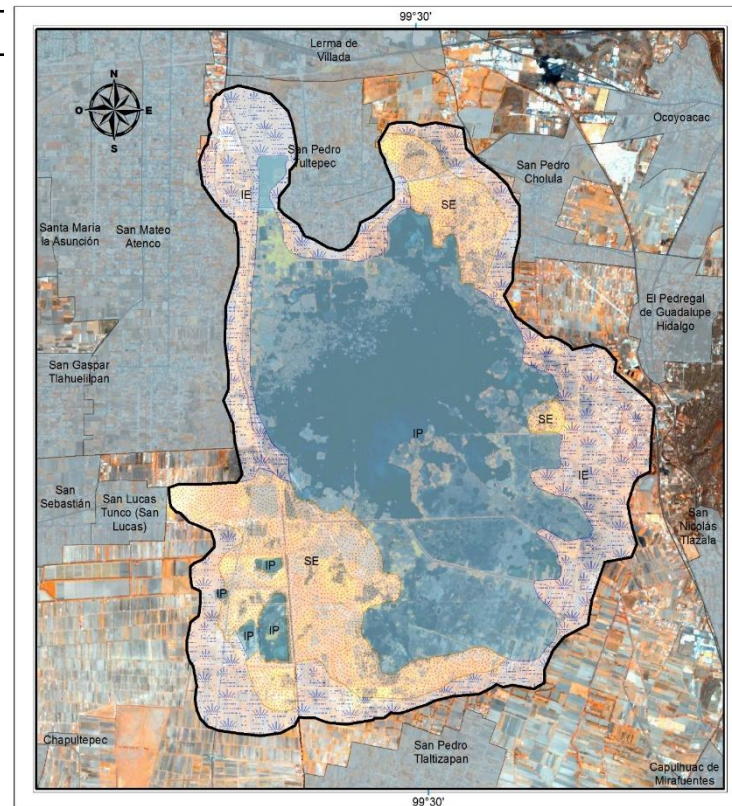 99°30'
Lerma de
Villada
N
O
E
S
Ocoyoacac
San Pedro
Tultepec
San Pedro
Cholula
IE
SE
Santa María
la Asunción
San Mateo
Atenco
El Pedregal
de Guadalupe
Hidalgo
San Gaspar
Tlahuelilpan
SE
IP
IE
San
Sebastián
San Lucas
Tunco (San
Lucas)
San
Nicolás
Tlazala
SE
IP
IP
IP
IP
Chapultepec
San Pedro
Tlaltizapan
Capulhuac de
Mirafuentes
99°30'